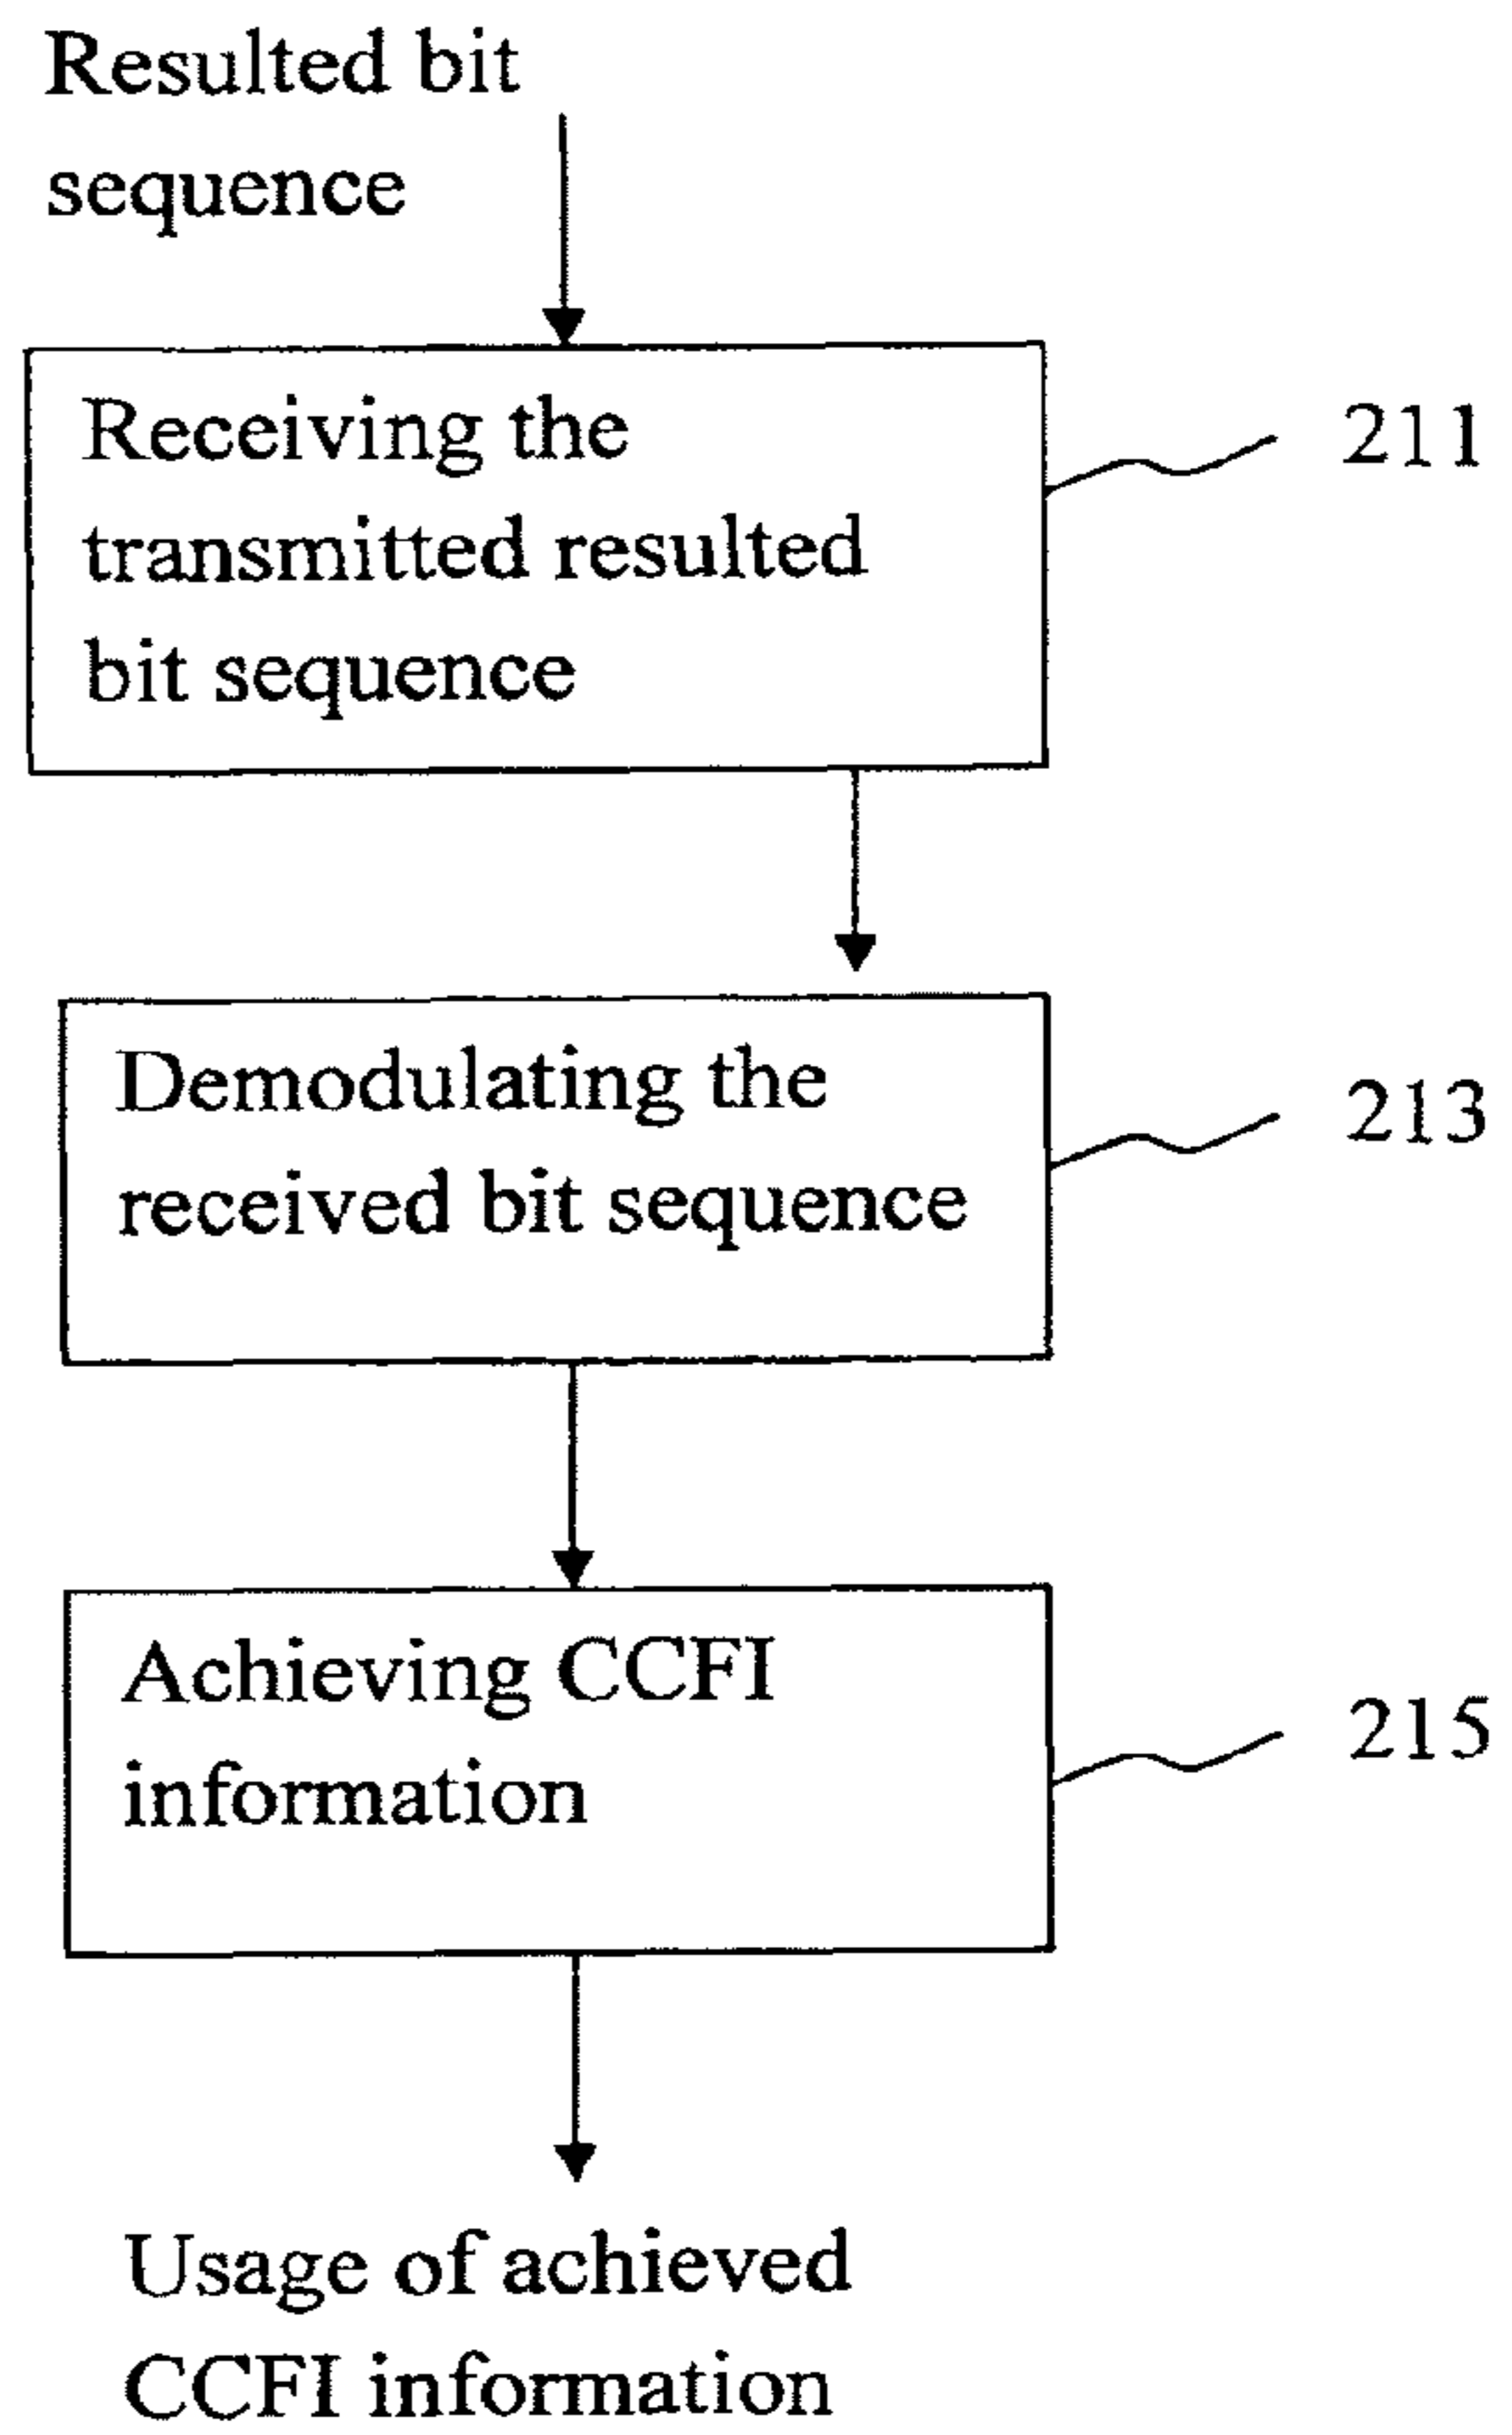 Resulted bit
sequence
Receiving the
transmitted resulted
bit sequence
211
Demodulating the
received bit sequence
213
Achieving CCFI
information
215
Usage of achieved
CCFI information